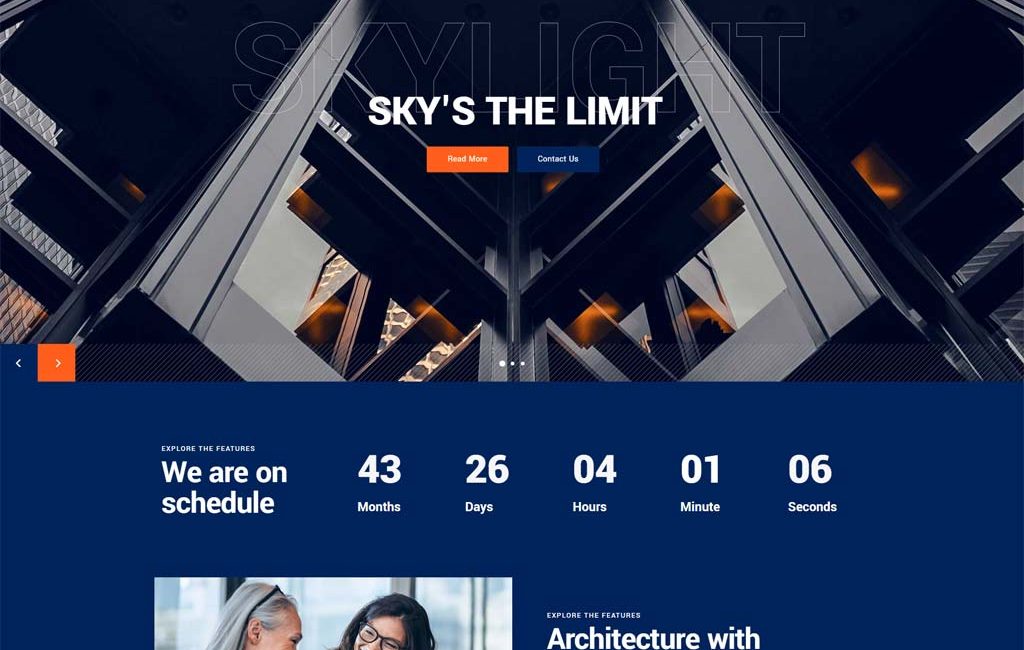 SKYLIGHT
SKY'S THE LIMIT
Read More
Contact Us
EXPLORE THE FEATURES
We are on
schedule
43
Months
26
Days
04
Hours
01
Minute
06
Seconds
EXPLORE THE FEATURES
Architecture with